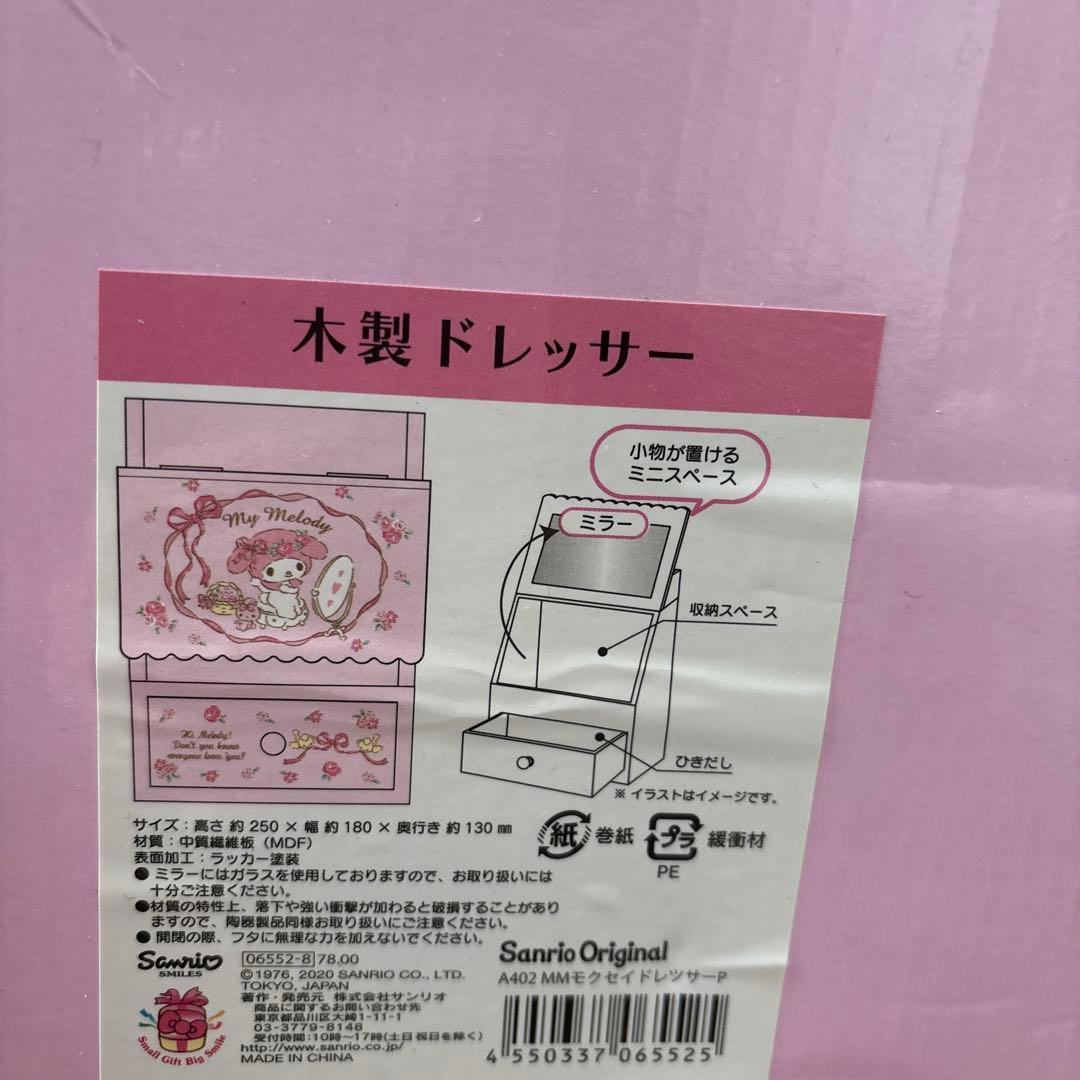 木製ドレッサー
My Melody
Hi Melody!
Don't you know
everyone loves you?
小物が置ける
ミニスペース
ミラー
収納スペース
ひきだし
※ イラストはイメージです。
サイズ：高さ 約 250 × 幅 約 180 × 奥行き 約 130 ㎜
材質：中質繊維板（MDF）
表面加工：ラッカー塗装
● ミラーにはガラスを使用しておりますので、お取り扱いには
十分ご注意ください。
●材質の特性上、落下や強い衝撃が加わると破損することがあり
ますので、陶器製品同様お取り扱いにご注意ください。
● 開閉の際、フタに無理な力を加えないでください。
紙 巻紙
プラ 緩衝材
PE
Sanrio
SMILES
06552-8 78,00
©1976, 2020 SANRIO CO., LTD.
TOKYO, JAPAN
著作・発売元 株式会社サンリオ
商品に関するお問い合わせ先
東京都品川区大崎1-11-1
03-3779-8148
受付時間：10時～17時(土日祝日を除く)
http://www.sanrio.co.jp/
MADE IN CHINA
Small Gift Big Smile
Sanrio Original
A402 MMモクセイドレツサーP
4 550337 065525